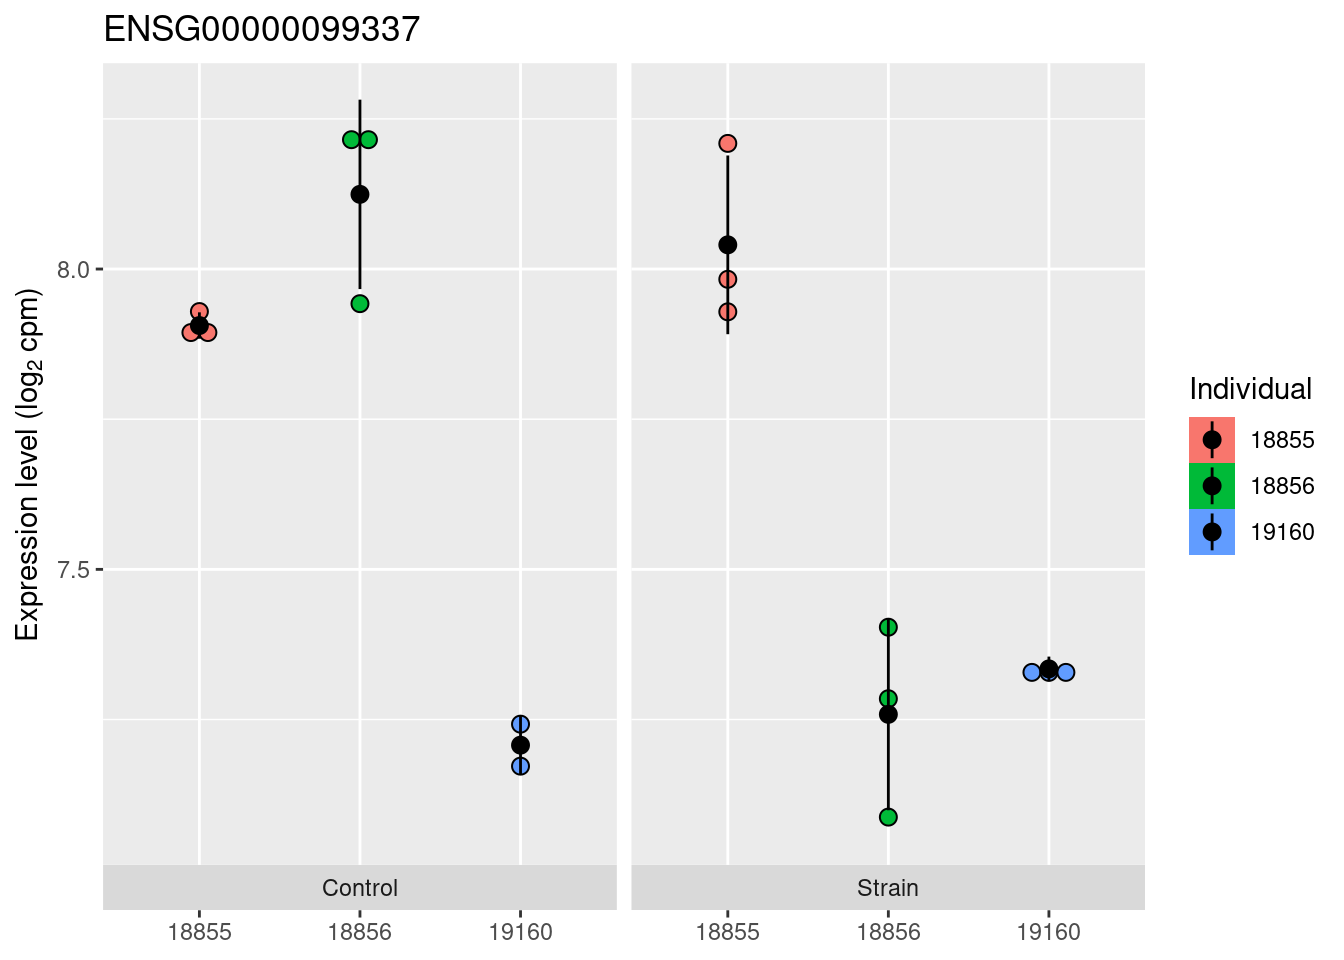 ENSG00000099337
Expression level (log₂ cpm)
8.0
7.5
Control
Strain
18855
18856
19160
18855
18856
19160
Individual
18855
18856
19160